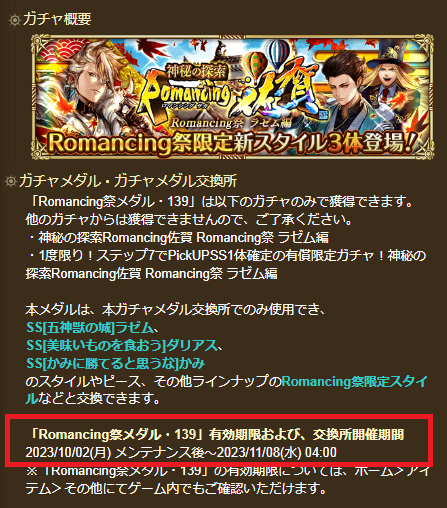 ガチャ概要
神秘の探索
Romancing佐賀
ロマンシング サガ
Romancing祭 ラゼム編
Romancing祭限定新スタイル3体登場!
ガチャメダル・ガチャメダル交換所
「Romancing祭メダル・139」は以下のガチャのみで獲得できます。
他のガチャからは獲得できませんので、ご了承ください。
・神秘の探索Romancing佐賀 Romancing祭 ラゼム編
・1度限り！ステップ7でPickUPSS1体確定の有償限定ガチャ！神秘の
探索Romancing佐賀 Romancing祭 ラゼム編
本メダルは、本ガチャメダル交換所でのみ使用でき、
SS[五神獣の城]ラゼム、
SS[美味いものを食おう]ダリアス、
SS[かみに勝てると思うな]かみ
のスタイルやピース、その他ラインナップのRomancing祭限定スタイ
ルなどと交換できます。
「Romancing祭メダル・139」有効期限および、交換所開催期間
2023/10/02(月) メンテナンス後～2023/11/08(水) 04:00
※「Romancing祭メダル・139」の有効期限については、ホーム＞アイ
テム＞その他にてゲーム内でもご確認いただけます。